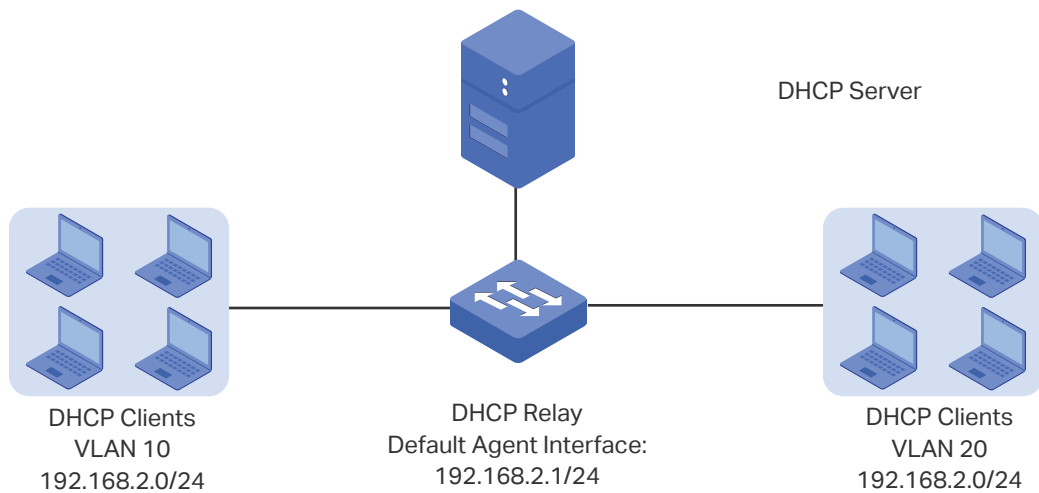 DHCP Server
DHCP Clients
VLAN 10
192.168.2.0/24
DHCP Relay
Default Agent Interface:
192.168.2.1/24
DHCP Clients
VLAN 20
192.168.2.0/24